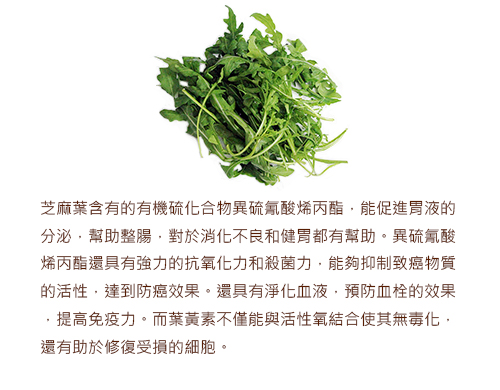 芝麻葉含有的有機硫化合物異硫氰酸烯丙酯，能促進胃液的
分泌，幫助整腸，對於消化不良和健胃都有幫助。異硫氰酸
烯丙酯還具有強力的抗氧化力和殺菌力，能夠抑制致癌物質
的活性，達到防癌效果。還具有淨化血液，預防血栓的效果
，提高免疫力。而葉黃素不僅能與活性氧結合使其無毒化，
還有助於修復受損的細胞。